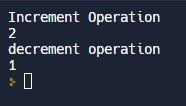 Increment Operation
2
decrement operation
1
>